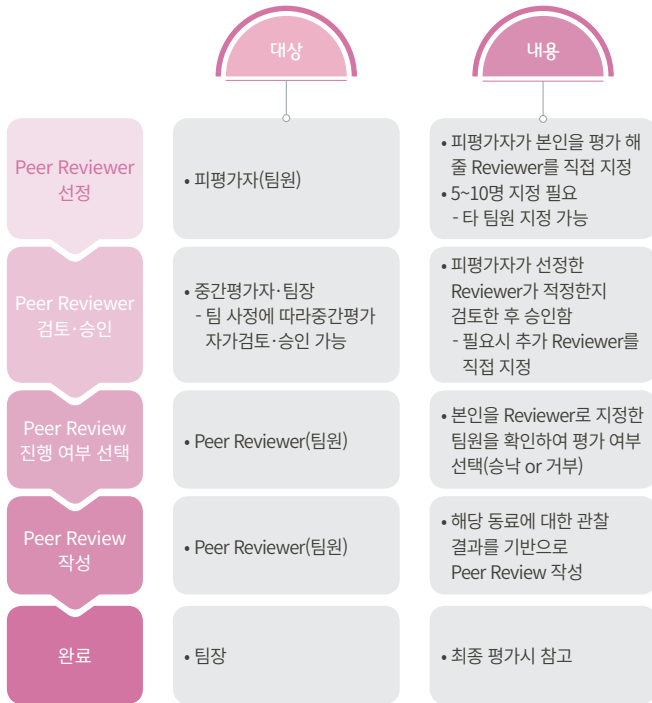 대상
내용
Peer Reviewer
선정
• 피평가자(팀원)
• 피평가자가 본인을 평가 해
줄 Reviewer를 직접 지정
• 5~10명 지정 필요
- 타 팀원 지정 가능
Peer Reviewer
검토·승인
• 중간평가자·팀장
- 팀 사정에 따라중간평가
자가검토·승인 가능
• 피평가자가 선정한
Reviewer가 적정한지
검토한 후 승인함
- 필요시 추가 Reviewer를
직접 지정
Peer Review
진행 여부 선택
• Peer Reviewer(팀원)
• 본인을 Reviewer로 지정한
팀원을 확인하여 평가 여부
선택(승낙 or 거부)
Peer Review
작성
• Peer Reviewer(팀원)
• 해당 동료에 대한 관찰
결과를 기반으로
Peer Review 작성
완료
• 팀장
• 최종 평가시 참고